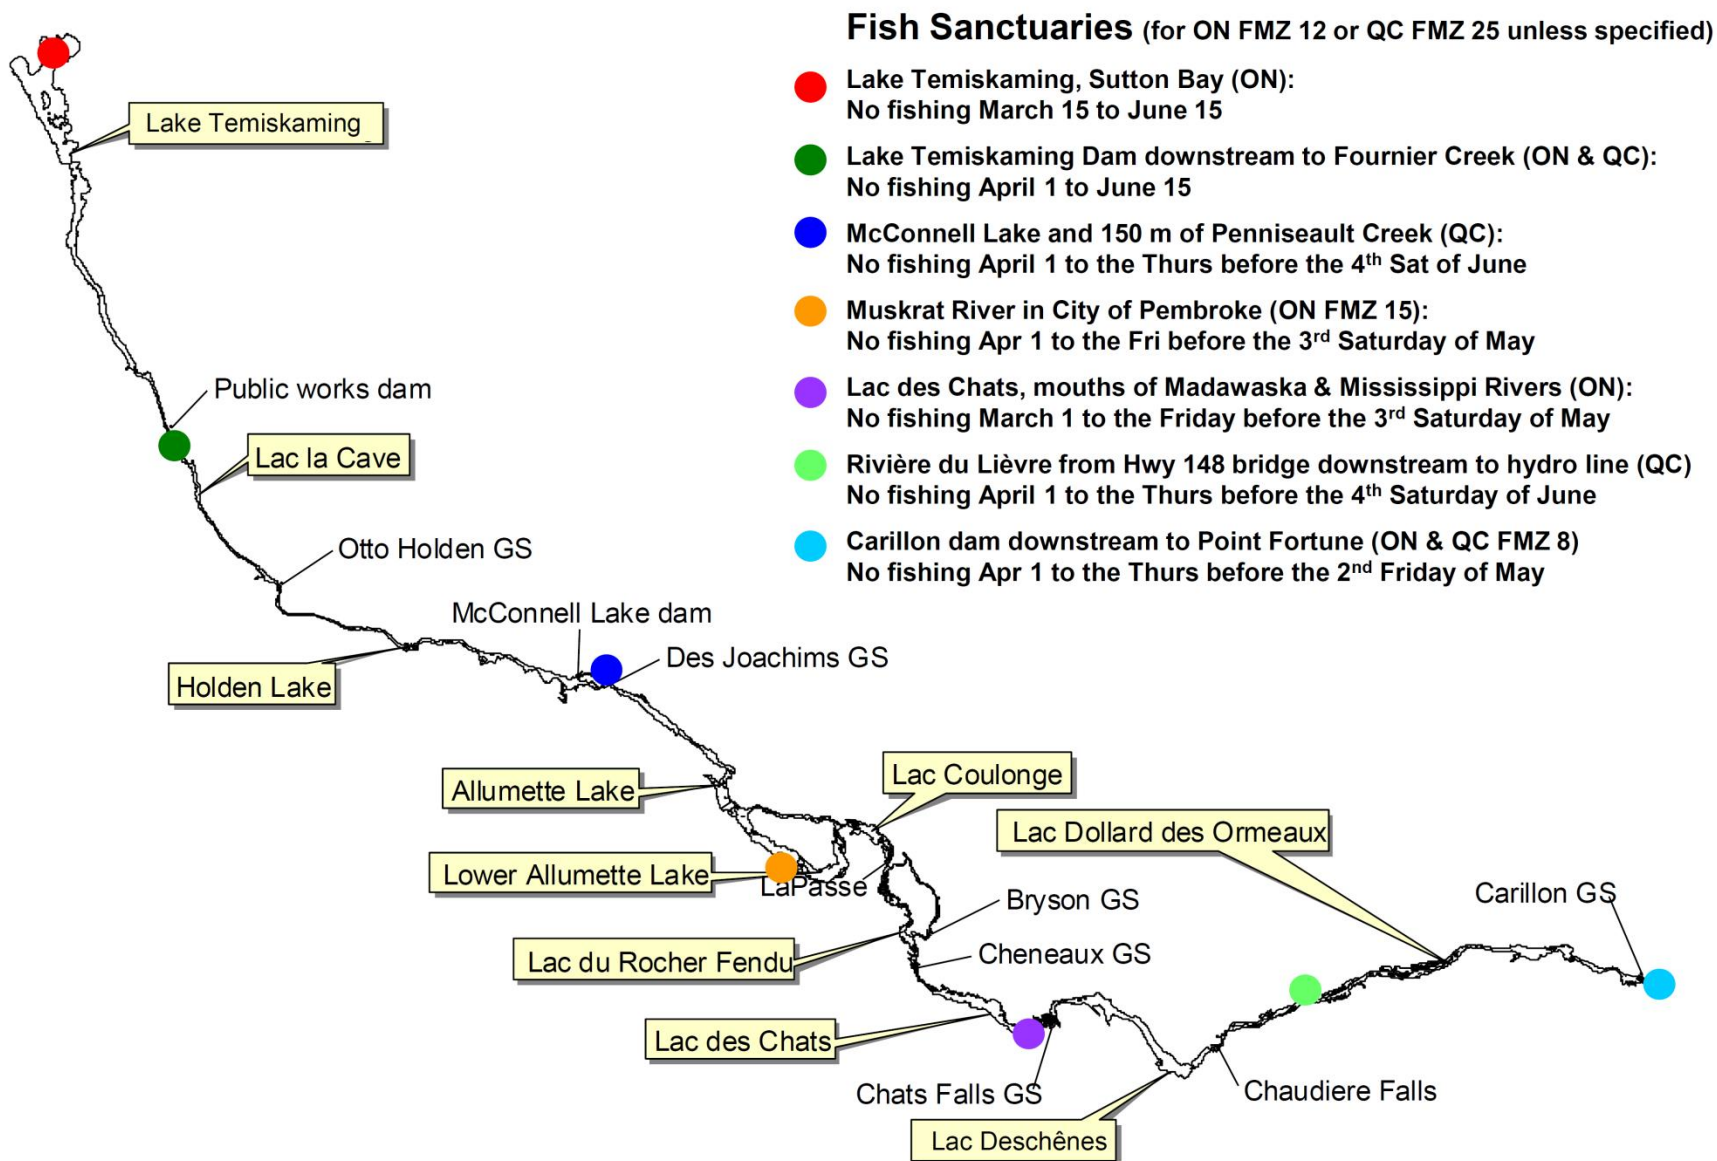 Fish Sanctuaries (for ON FMZ 12 or QC FMZ 25 unless specified)
Lake Temiskaming, Sutton Bay (ON):
No fishing March 15 to June 15
Lake Temiskaming Dam downstream to Fournier Creek (ON & QC):
No fishing April 1 to June 15
McConnell Lake and 150 m of Penniseault Creek (QC):
No fishing April 1 to the Thurs before the 4th Sat of June
Muskrat River in City of Pembroke (ON FMZ 15):
No fishing Apr 1 to the Fri before the 3rd Saturday of May
Lac des Chats, mouths of Madawaska & Mississippi Rivers (ON):
No fishing March 1 to the Friday before the 3rd Saturday of May
Rivière du Lièvre from Hwy 148 bridge downstream to hydro line (QC)
No fishing April 1 to the Thurs before the 4th Saturday of June
Carillon dam downstream to Point Fortune (ON & QC FMZ 8)
No fishing Apr 1 to the Thurs before the 2nd Friday of May
Lake Temiskaming
Public works dam
Lac la Cave
Otto Holden GS
McConnell Lake dam
Des Joachims GS
Holden Lake
Allumette Lake
Lac Coulonge
Lac Dollard des Ormeaux
Lower Allumette Lake
LaPasse
Bryson GS
Carillon GS
Lac du Rocher Fendu
Cheneaux GS
Lac des Chats
Chats Falls GS
Chaudiere Falls
Lac Deschênes